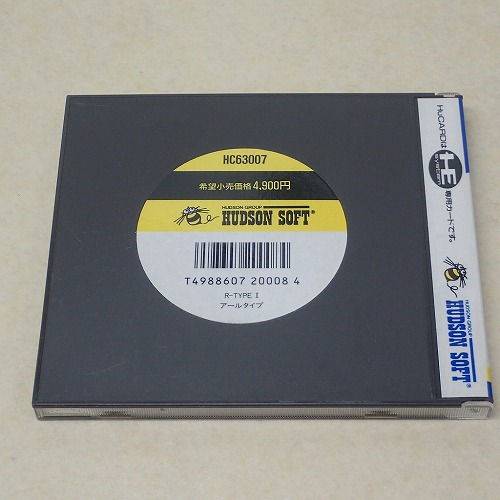 HC63007
希望小売価格 4,900円
HUDSON GROUP
HUDSON SOFT®
T4988607 20008 4
R-TYPE I
アールタイプ
HuCARDは
HE
SYSTEM
専用カードです。
HUDSON GROUP
HUDSON SOFT®